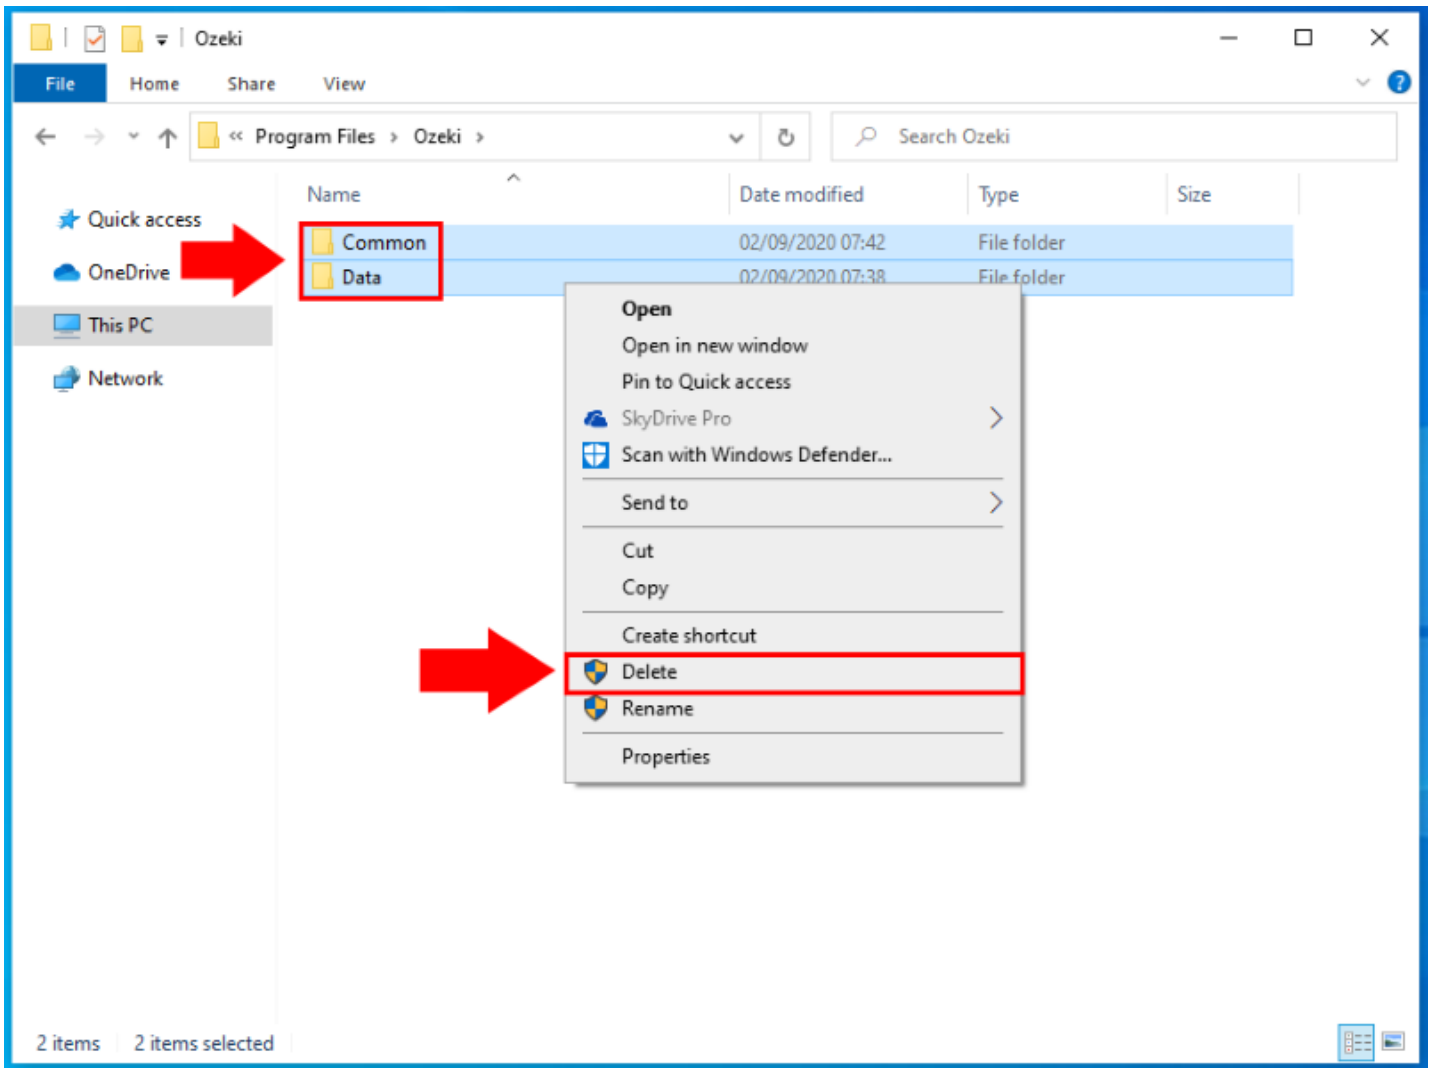 Ozeki
File Home Share View
« Program Files > Ozeki > Search Ozeki
Name Date modified Type Size
Quick access
OneDrive
This PC
Network
Common 02/09/2020 07:42 File folder
Data 02/09/2020 07:38 File folder
Open
Open in new window
Pin to Quick access
SkyDrive Pro
Scan with Windows Defender...
Send to
Cut
Copy
Create shortcut
Delete
Rename
Properties
2 items 2 items selected